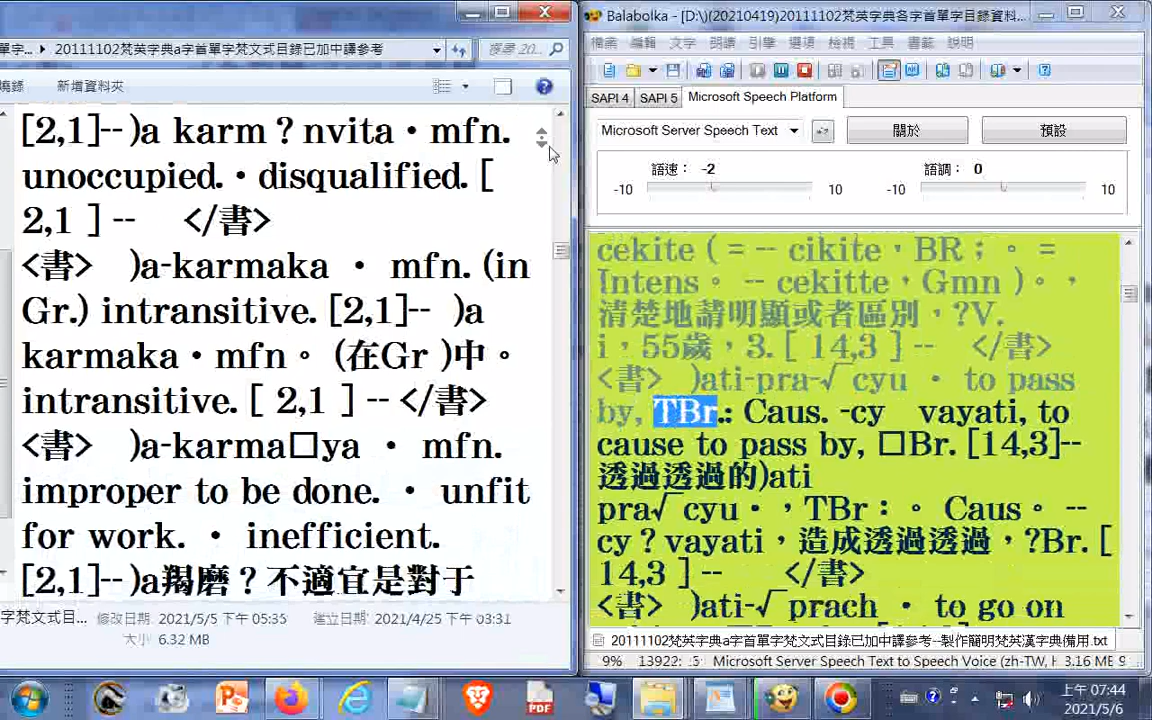 單字... ▸ 20111102梵英字典a字首單字梵文式目錄已加中譯參考
搜尋 20...
燒錄 新增資料夾
[2,1]-- )a karm ? nvita • mfn.
unoccupied. • disqualified. [
2,1 ] -- </書>
<書> )a-karmaka • mfn. (in
Gr.) intransitive. [2,1]-- )a
karmaka • mfn。 (在Gr )中。
intransitive. [ 2,1 ] -- </書>
<書> )a-karma□ya • mfn.
improper to be done. • unfit
for work. • inefficient.
[2,1]-- )a羯磨？不適宜是對于
字梵文式目... 修改日期: 2021/5/5 下午 05:35 建立日期: 2021/4/25 下午 03:31
大小: 6.32 MB
Balabolka - [D:\)(20210419)20111102梵英字典各字首單字目錄資料...
檔案 編輯 文字 朗讀 引擎 選項 檢視 工具 書籤 說明
SAPI 4 SAPI 5 Microsoft Speech Platform
Microsoft Server Speech Text 關於 預設
語速: -2 語調: 0
-10 10 -10 10
cekite ( = -- cikite，BR；。 =
Intens。 -- cekitte，Gmn )。，
清楚地請明顯或者區別，?V.
i，55歲，3. [ 14,3 ] -- </書>
<書> )ati-pra-√ cyu • to pass
by, TBr.: Caus. -cy vayati, to
cause to pass by, □Br. [14,3]--
透過透過的)ati
pra√ cyu •，TBr：。 Caus。 --
cy ? vayati，造成透過透過，?Br. [
14,3 ] -- </書>
<書> )ati-√ prach • to go on
20111102梵英字典a字首單字梵文式目錄已加中譯參考--製作簡明梵英漢字典備用.txt
9% 13922: Microsoft Server Speech Text to Speech Voice (zh-TW, 3.16 MB
上午 07:44
2021/5/6